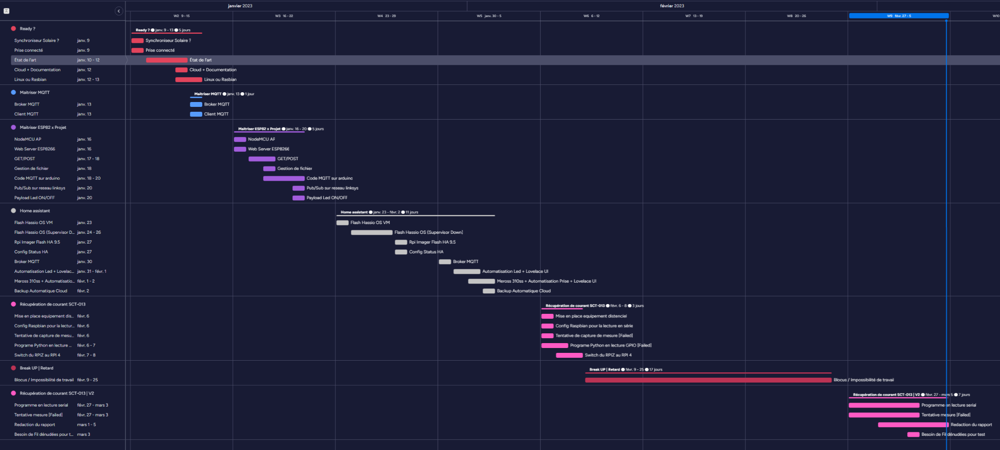 janvier 2023
février 2023
W2 9 - 15
W3 16 - 22
W4 23 - 29
W5 janv. 30 - 5
W6 6 - 12
W7 13 - 19
W8 20 - 26
W9 févr. 27 - 5
W10
Ready ?
Ready ? janv. 9 - 13 5 jours
Synchroniseur Solaire ? janv. 9 Synchroniseur Solaire ?
Prise connecté janv. 9 Prise connecté
État de l'art janv. 10 - 12 État de l'art
Cloud + Documentation janv. 12 Cloud + Documentation
Linux ou Rasbian janv. 12 - 13 Linux ou Rasbian
Maitriser MQTT
Maitriser MQTT janv. 13 1 jour
Broker MQTT janv. 13 Broker MQTT
Client MQTT janv. 13 Client MQTT
Maitriser ESP82 x Projet
Maitriser ESP82 x Projet janv. 16 - 20 5 jours
NodeMCU AP janv. 16 NodeMCU AP
Web Server ESP8266 janv. 16 Web Server ESP8266
GET/POST janv. 17 - 18 GET/POST
Gestion de fichier janv. 18 Gestion de fichier
Code MQTT sur arduino janv. 18 - 20 Code MQTT sur arduino
Pub/Sub sur reseau linksys janv. 20 Pub/Sub sur reseau linksys
Payload Led ON/OFF janv. 20 Payload Led ON/OFF
Home assistant
Home assistant janv. 23 - févr. 2 11 jours
Flash Hassio OS VM janv. 23 Flash Hassio OS VM
Flash Hassio OS (Supervisor D... janv. 24 - 26 Flash Hassio OS (Supervisor Down)
Rpi Imager Flash HA 9.5 janv. 27 Rpi Imager Flash HA 9.5
Config Status HA janv. 27 Config Status HA
Broker MQTT janv. 30 Broker MQTT
Automatisation Led + Lovelac... janv. 31 - févr. 1 Automatisation Led + Lovelace UI
Meross 310ss + Automatisatio... févr. 1 - 2 Meross 310ss + Automatisation Prise + Lovelace UI
Backup Automatique Cloud févr. 2 Backup Automatique Cloud
Récupération de courant SCT-013
Récupération de courant SCT-013 févr. 6 - 8 3 jours
Mise en place equipement dis... févr. 6 Mise en place equipement distenciel
Config Raspbian pour la lectur... févr. 6 Config Raspbian pour la lecture en série
Tentative de capture de mesu... févr. 6 Tentative de capture de mesure [Failed]
Programe Python en lecture ... févr. 6 - 7 Programe Python en lecture GPIO [Failed]
Switch du RPIZ au RPI 4 févr. 7 - 8 Switch du RPIZ au RPI 4
Break UP | Retard
Break UP | Retard févr. 9 - 25 17 jours
Blocus / Impossibilité de travail févr. 9 - 25 Blocus / Impossibilité de travail
Récupération de courant SCT-013 | V2
Récupération de courant SCT-013 | V2 févr. 27 - mars 5 7 jours
Programme en lecture serial févr. 27 - mars 3 Programme en lecture serial
Tentative mesure [Failed] févr. 27 - mars 3 Tentative mesure [Failed]
Redaction du rapport mars 1 - 5 Redaction du rapport
Besoin de Fil dénudées pour t... mars 3 Besoin de Fil dénudées pour test